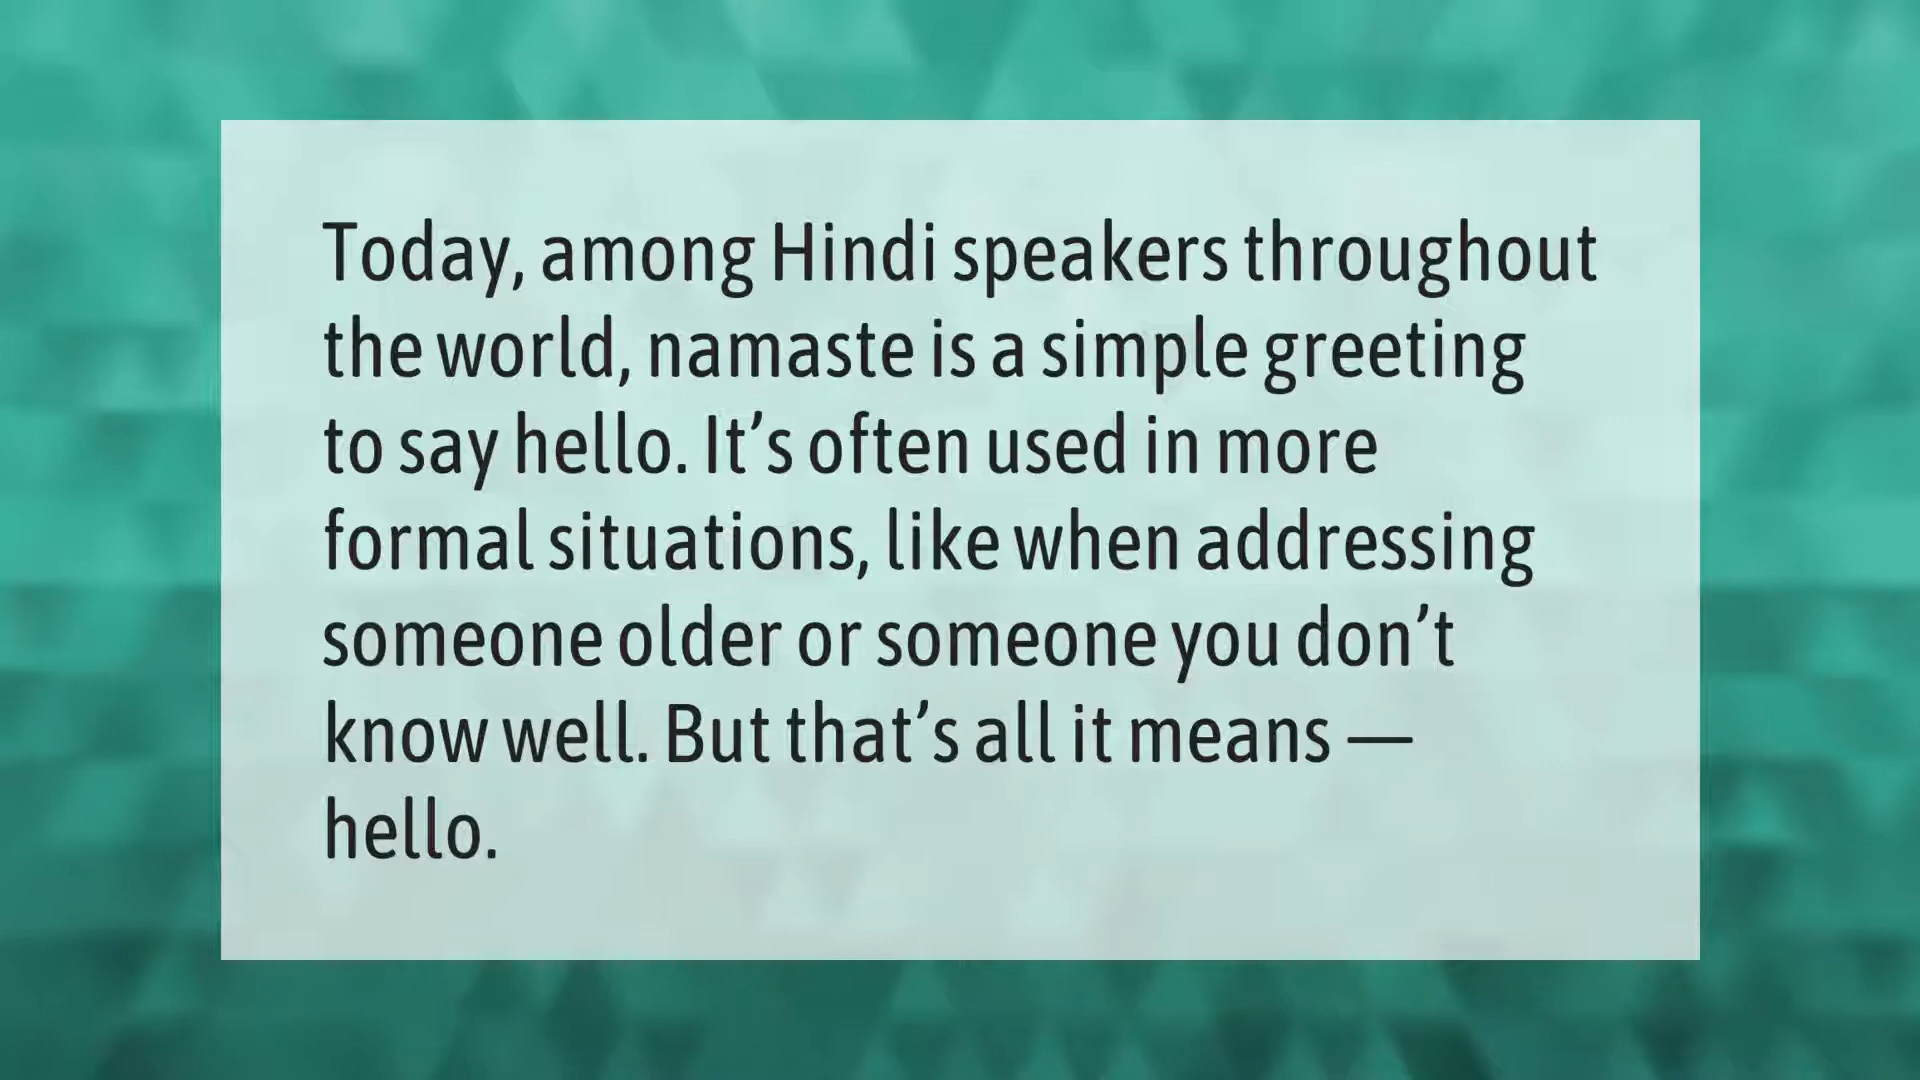 Today, among Hindi speakers throughout
the world, namaste is a simple greeting
to say hello. It’s often used in more
formal situations, like when addressing
someone older or someone you don’t
know well. But that’s all it means —
hello.